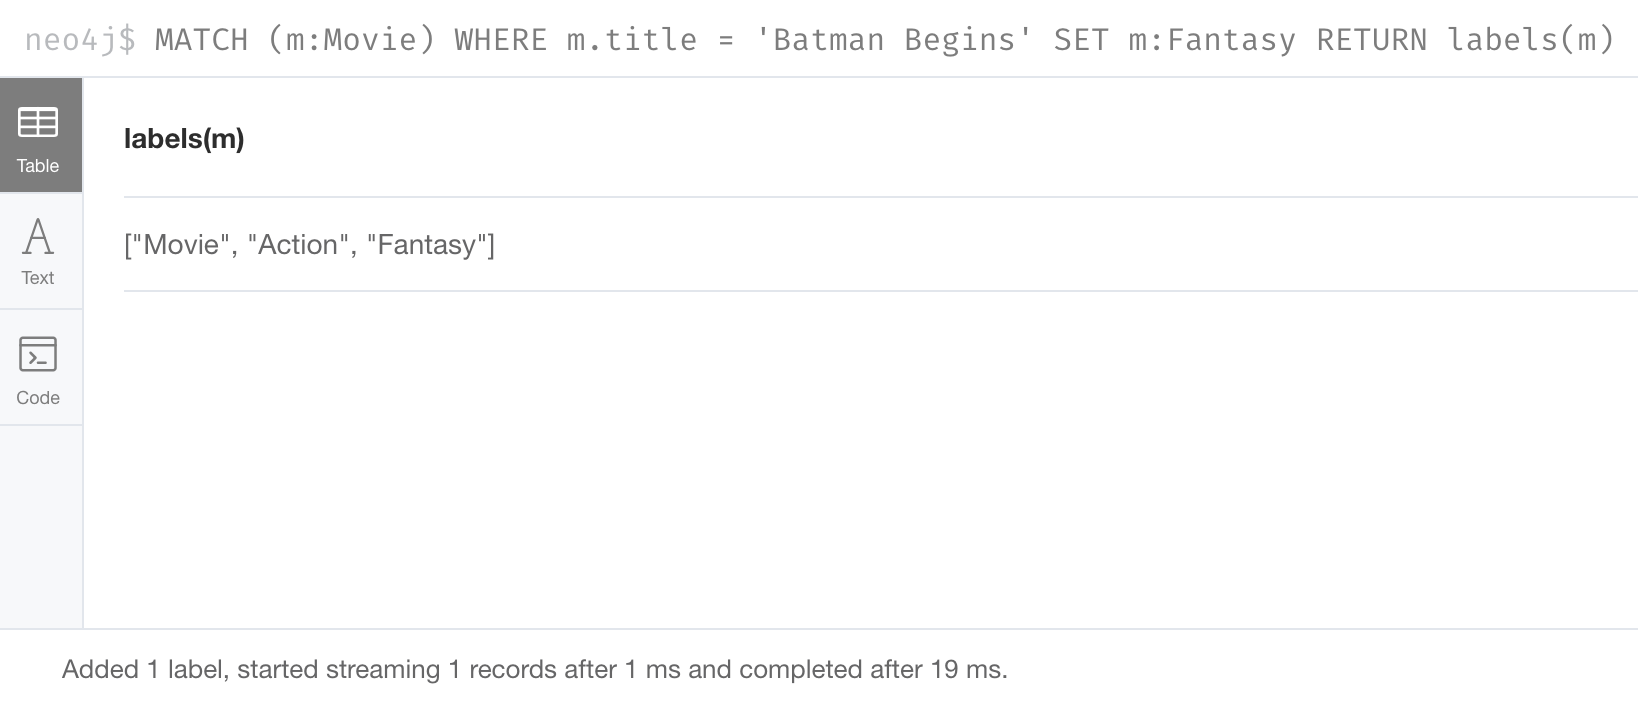 neo4j$ MATCH (m:Movie) WHERE m.title = 'Batman Begins' SET m:Fantasy RETURN labels(m)
Table
labels(m)
["Movie", "Action", "Fantasy"]
Text
Code
Added 1 label, started streaming 1 records after 1 ms and completed after 19 ms.